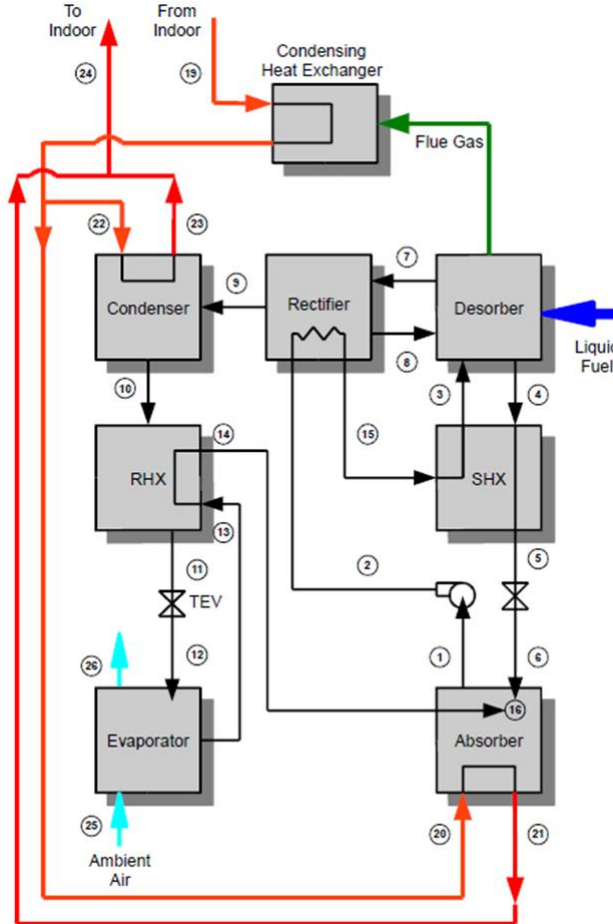 To
Indoor
24
From
Indoor
19
Condensing
Heat Exchanger
Flue Gas
22
23
Condenser
9
Rectifier
7
8
Desorber
Liquid
Fuel
10
3
4
14
RHX
13
15
SHX
11
TEV
2
5
12
1
6
26
Evaporator
16
Absorber
25
20
21
Ambient
Air